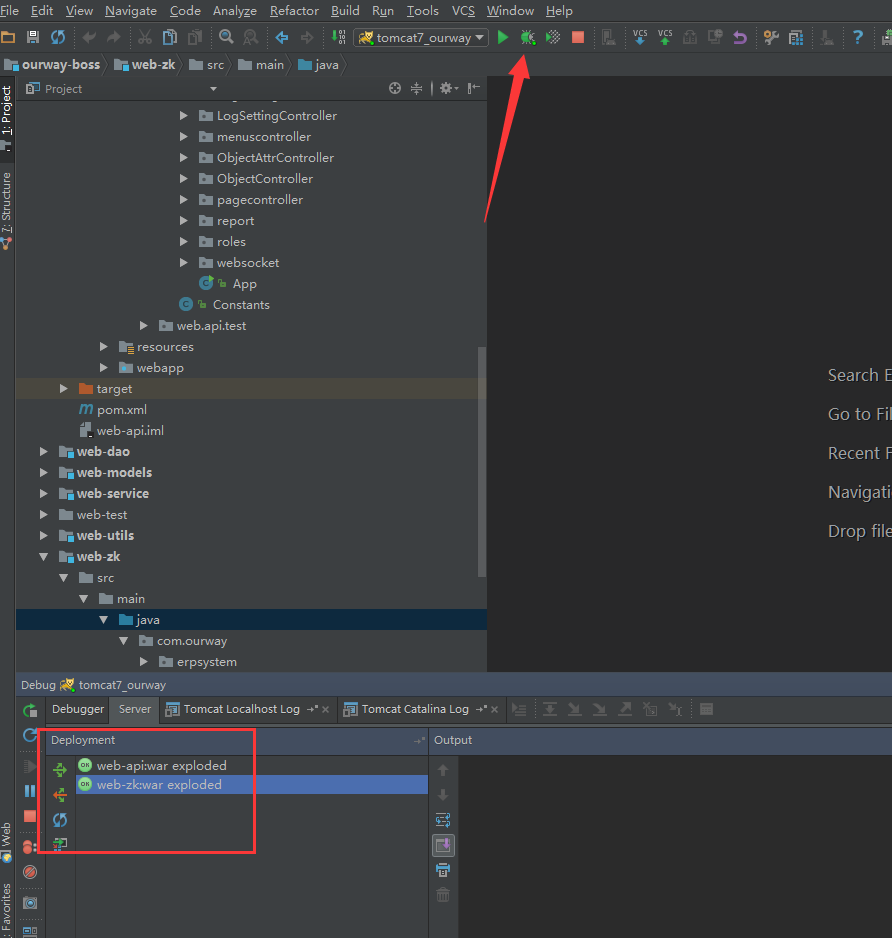 File Edit View Navigate Code Analyze Refactor Build Run Tools VCS Window Help
tomcat7_ourway VCS VCS ?
ourway-boss web-zk src main java
Project
LogSettingController
menuscontroller
ObjectAttrController
ObjectController
pagecontroller
report
roles
websocket
App
Constants
web.api.test
resources
webapp
target
pom.xml
web-api.iml
web-dao
web-models
web-service
web-test
web-utils
web-zk
src
main
java
com.ourway
erpsystem
1: Project
7: Structure
Web
Favorites
Search E
Go to Fil
Recent F
Navigati
Drop file
Debug tomcat7_ourway
Debugger Server Tomcat Localhost Log Tomcat Catalina Log
Deployment Output
OK web-api:war exploded
OK web-zk:war exploded